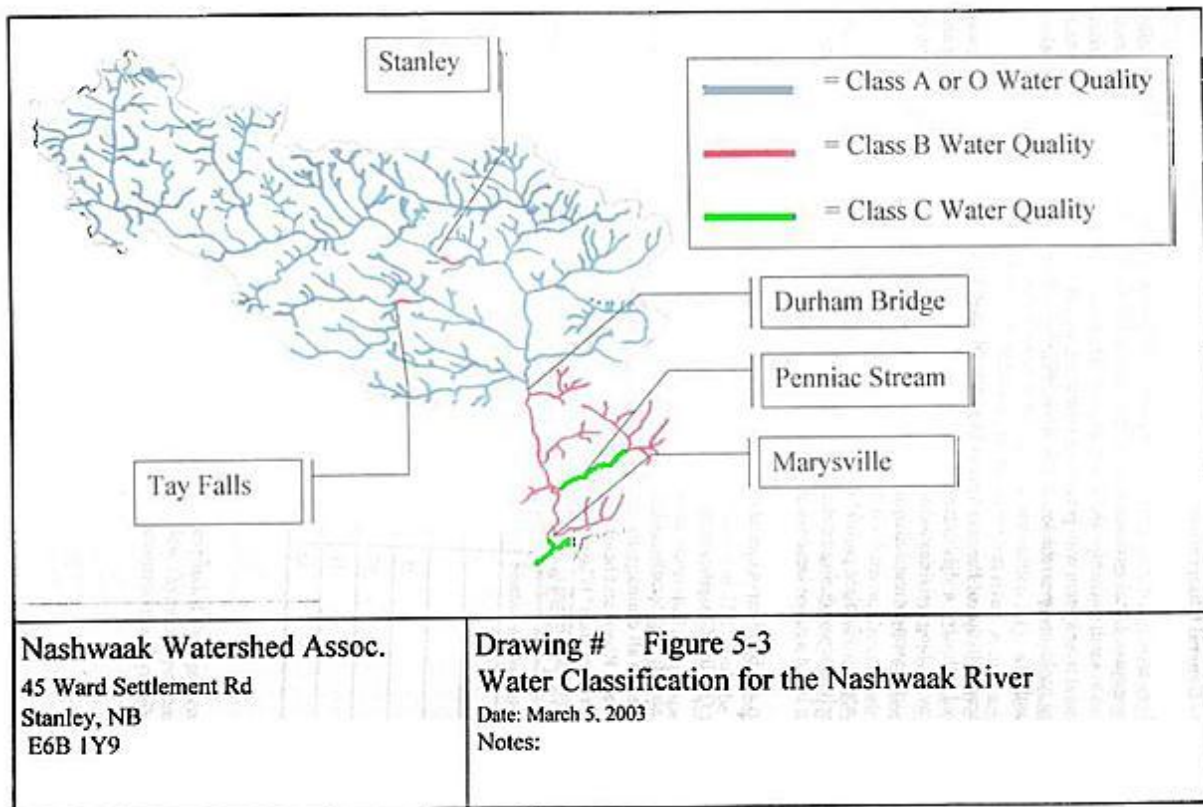 Stanley
= Class A or O Water Quality
= Class B Water Quality
= Class C Water Quality
Durham Bridge
Penniac Stream
Marysville
Tay Falls
Nashwaak Watershed Assoc.
45 Ward Settlement Rd
Stanley, NB
E6B 1Y9
Drawing # Figure 5-3
Water Classification for the Nashwaak River
Date: March 5, 2003
Notes: